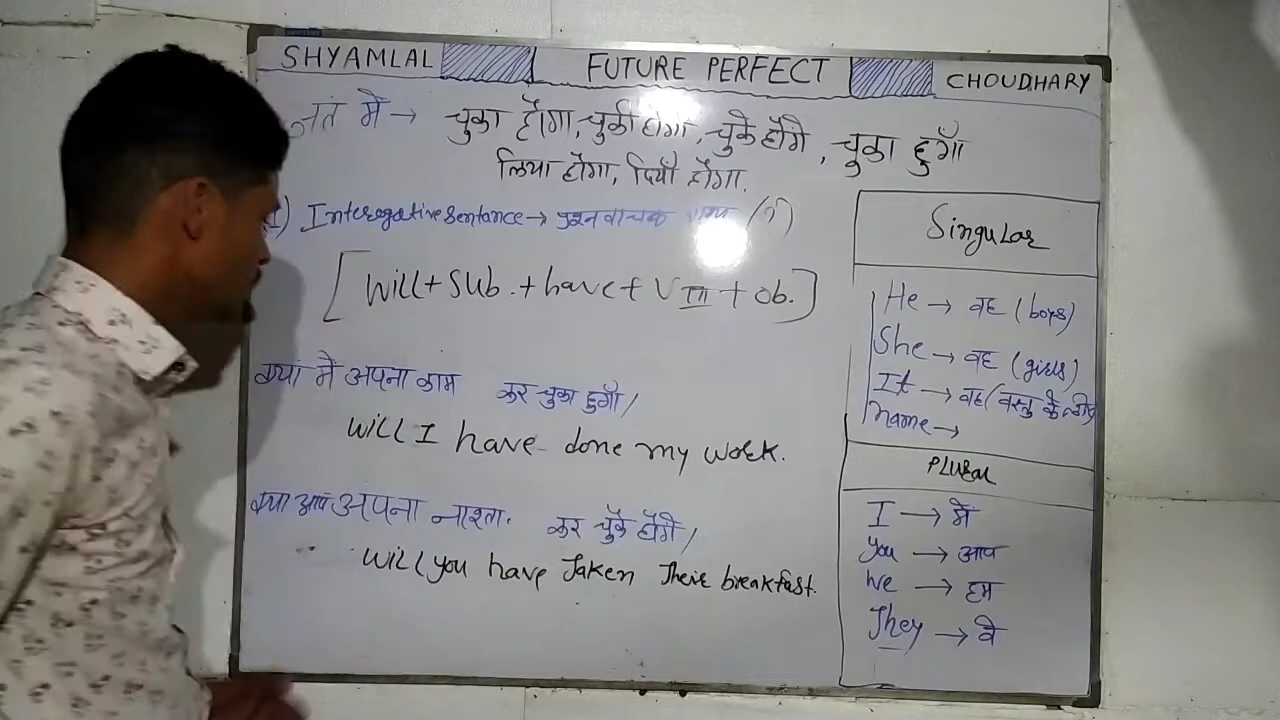 SHYAMLAL FUTURE PERFECT CHOUDHARY
में → चुका होगा, चुकी होगी, चुके होंगे, चुका हुगाँ
लिया होगा, दियाँ होगा.
Interogative sentance → प्रश्नवाचक (?)
[Will + Sub. + have + V III + Ob.]
क्या में अपना काम कर चुका हुगाँ /
Will I have done my work.
क्या आप अपना नाश्ता. कर चुके होंगे /
Will you have Taken Their breakfast.
Singular
He → वह (boys)
She → वह (girls)
It → वह (वस्तु के लीए
Name →
Plural
I → में
you → आप
we → हम
They → वे